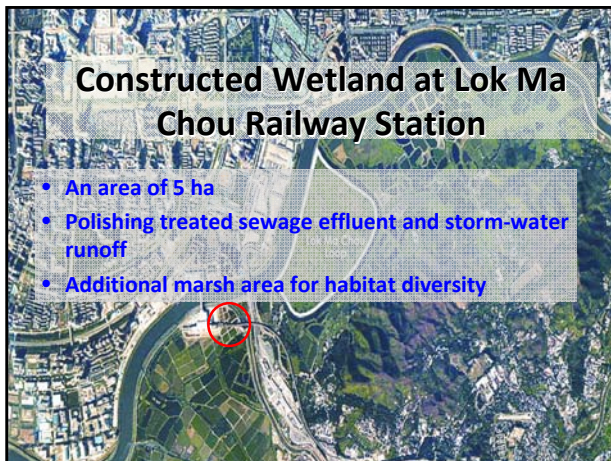 Constructed Wetland at Lok Ma
Chou Railway Station
• An area of 5 ha
• Polishing treated sewage effluent and storm-water
runoff
• Additional marsh area for habitat diversity